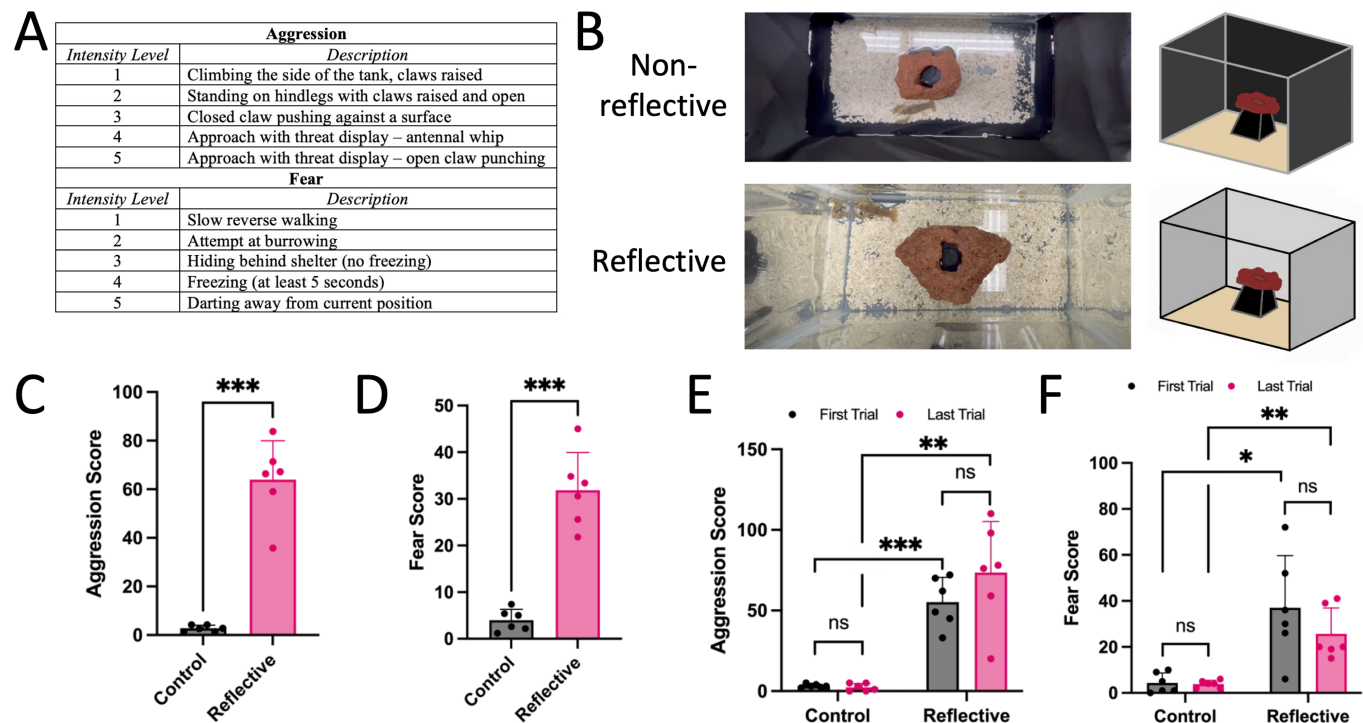 A
Aggression
Intensity Level Description
1 Climbing the side of the tank, claws raised
2 Standing on hindlegs with claws raised and open
3 Closed claw pushing against a surface
4 Approach with threat display – antennal whip
5 Approach with threat display – open claw punching
Fear
Intensity Level Description
1 Slow reverse walking
2 Attempt at burrowing
3 Hiding behind shelter (no freezing)
4 Freezing (at least 5 seconds)
5 Darting away from current position
B
Non-
reflective
Reflective
C
***
100
80
60
40
20
0
Aggression Score
Control Reflective
D
***
50
40
30
20
10
0
Fear Score
Control Reflective
E
First Trial Last Trial
**
ns
***
ns
150
100
50
0
Aggression Score
Control Reflective
F
First Trial Last Trial
**
*
ns
ns
100
80
60
40
20
0
Fear Score
Control Reflective